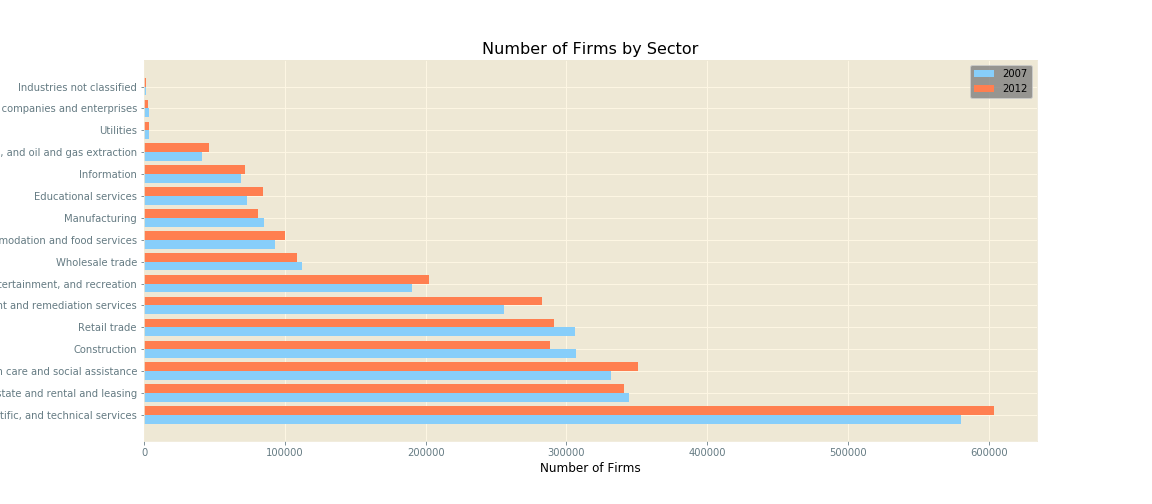 Number of Firms by Sector
2007
2012
Industries not classified
companies and enterprises
Utilities
, and oil and gas extraction
Information
Educational services
Manufacturing
modation and food services
Wholesale trade
tertainment, and recreation
nt and remediation services
Retail trade
Construction
care and social assistance
state and rental and leasing
tific, and technical services
0 100000 200000 300000 400000 500000 600000
Number of Firms